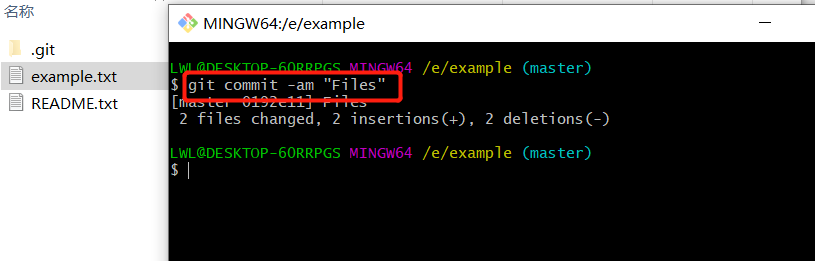 名称
.git
example.txt
README.txt
MINGW64:/e/example
LWL@DESKTOP-6ORRPGS MINGW64 /e/example (master)
$ git commit -am "Files"
[master 0192e11] Files
2 files changed, 2 insertions(+), 2 deletions(-)
LWL@DESKTOP-6ORRPGS MINGW64 /e/example (master)
$